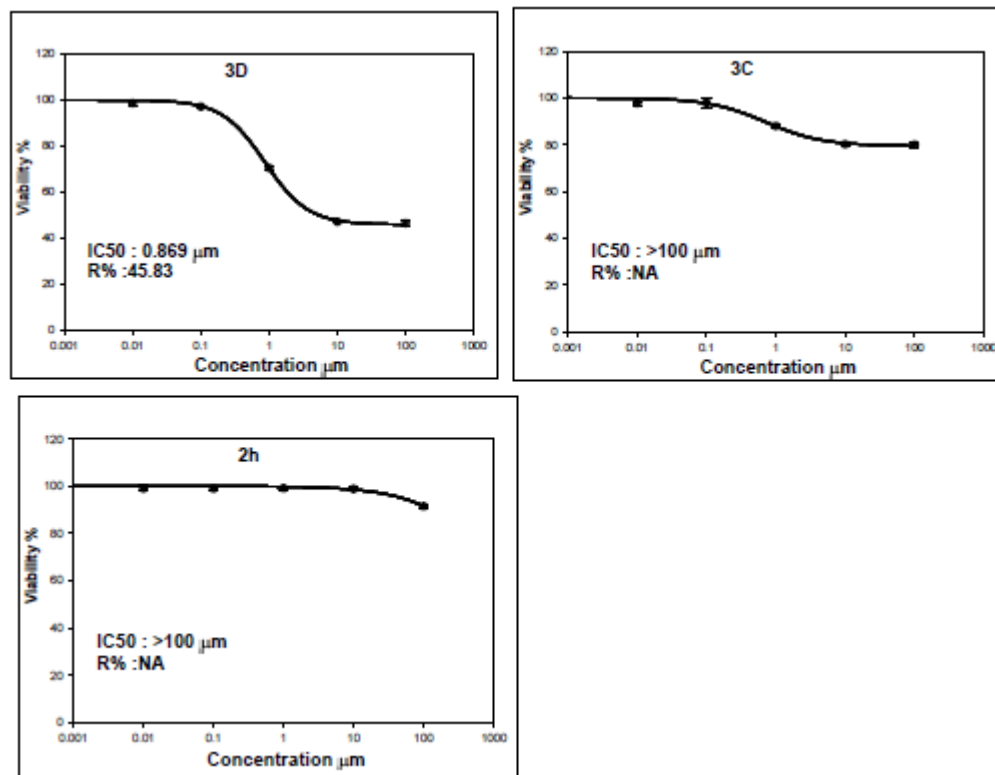 3D
120
100
80
60
40
20
0
Viability %
IC50 : 0.869 µm
R% :45.83
0.001 0.01 0.1 1 10 100 1000
Concentration µm
3C
120
100
80
60
40
20
0
Viability %
IC50 : >100 µm
R% :NA
0.001 0.01 0.1 1 10 100 1000
Concentration µm
2h
120
100
80
60
40
20
0
Viability %
IC50 : >100 µm
R% :NA
0.001 0.01 0.1 1 10 100 1000
Concentration µm